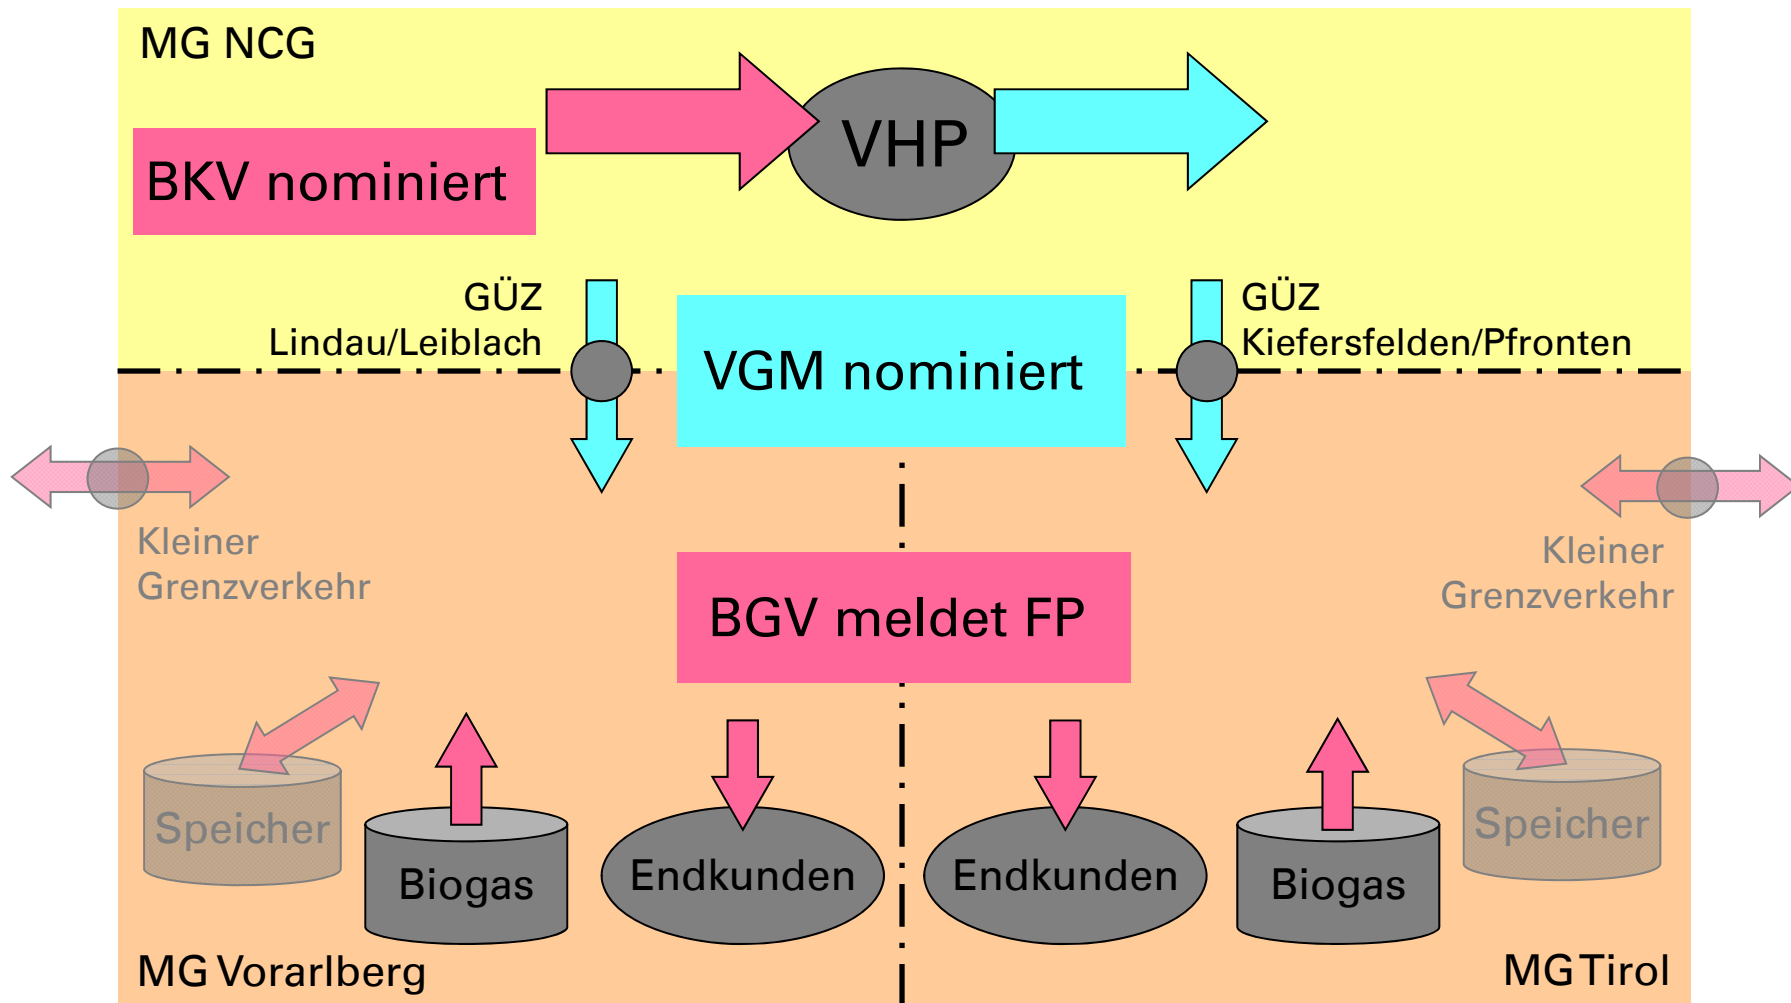 MG NCG
VHP
BKV nominiert
GÜZ
Lindau/Leiblach
GÜZ
Kiefersfelden/Pfronten
VGM nominiert
Kleiner
Grenzverkehr
Kleiner
Grenzverkehr
BGV meldet FP
Speicher
Biogas
Endkunden
Endkunden
Biogas
Speicher
MG Vorarlberg
MG Tirol